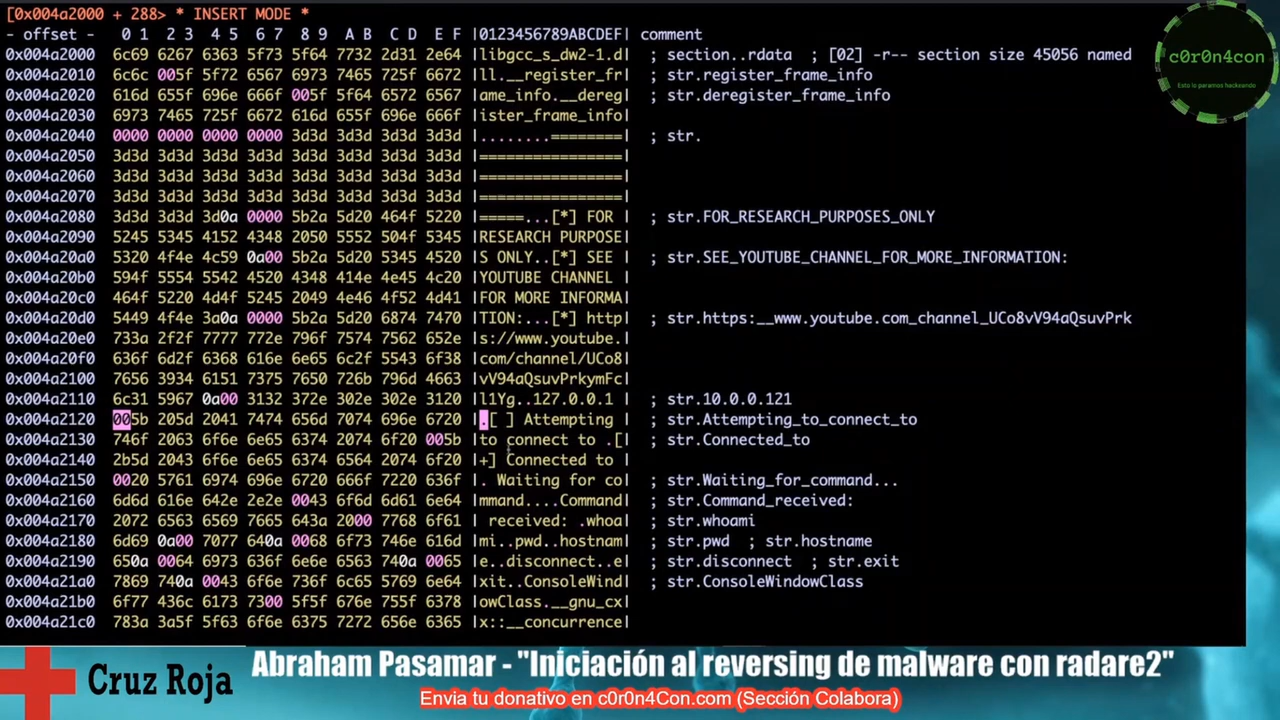 [0x004a2000 + 288> * INSERT MODE *
- offset -   0 1  2 3  4 5  6 7  8 9  A B  C D  E F |0123456789ABCDEF| comment
0x004a2000  6c69 6267 6363 5f73 5f64 7732 2d31 2e64 |libgcc_s_dw2-1.d| ; section..rdata ; [02] -r-- section size 45056 named
0x004a2010  6c6c 005f 5f72 6567 6973 7465 725f 6672 |ll.__register_fr| ; str.register_frame_info
0x004a2020  616d 655f 696e 666f 005f 5f64 6572 6567 |ame_info.__dereg| ; str.deregister_frame_info
0x004a2030  6973 7465 725f 6672 616d 655f 696e 666f |ister_frame_info|
0x004a2040  0000 0000 0000 0000 3d3d 3d3d 3d3d 3d3d |........========| ; str.
0x004a2050  3d3d 3d3d 3d3d 3d3d 3d3d 3d3d 3d3d 3d3d |================|
0x004a2060  3d3d 3d3d 3d3d 3d3d 3d3d 3d3d 3d3d 3d3d |================|
0x004a2070  3d3d 3d3d 3d3d 3d3d 3d3d 3d3d 3d3d 3d3d |================|
0x004a2080  3d3d 3d3d 3d0a 0000 5b2a 5d20 464f 5220 |=====...[*] FOR | ; str.FOR_RESEARCH_PURPOSES_ONLY
0x004a2090  5245 5345 4152 4348 2050 5552 504f 5345 |RESEARCH PURPOSE|
0x004a20a0  5320 4f4e 4c59 0a00 5b2a 5d20 5345 4520 |S ONLY..[*] SEE | ; str.SEE_YOUTUBE_CHANNEL_FOR_MORE_INFORMATION:
0x004a20b0  594f 5554 5542 4520 4348 414e 4e45 4c20 |YOUTUBE CHANNEL |
0x004a20c0  464f 5220 4d4f 5245 2049 4e46 4f52 4d41 |FOR MORE INFORMA|
0x004a20d0  5449 4f4e 3a0a 0000 5b2a 5d20 6874 7470 |TION:...[*] http| ; str.https:__www.youtube.com_channel_UCo8vV94aQsuvPrk
0x004a20e0  733a 2f2f 7777 772e 796f 7574 7562 652e |s://www.youtube.|
0x004a20f0  636f 6d2f 6368 616e 6e65 6c2f 5543 6f38 |com/channel/UCo8|
0x004a2100  7656 3934 6151 7375 7650 726b 796d 4663 |vV94aQsuvPrkymFc|
0x004a2110  6c31 5967 0a00 3132 372e 302e 302e 3120 |l1Yg..127.0.0.1 | ; str.10.0.0.121
0x004a2120  005b 205d 2041 7474 656d 7074 696e 6720 |.[ ] Attempting | ; str.Attempting_to_connect_to
0x004a2130  746f 2063 6f6e 6e65 6374 2074 6f20 005b |to connect to .[| ; str.Connected_to
0x004a2140  2b5d 2043 6f6e 6e65 6374 6564 2074 6f20 |+] Connected to |
0x004a2150  0020 5761 6974 696e 6720 666f 7220 636f |. Waiting for co| ; str.Waiting_for_command...
0x004a2160  6d6d 616e 642e 2e2e 0043 6f6d 6d61 6e64 |mmand....Command| ; str.Command_received:
0x004a2170  2072 6563 6569 7665 643a 2000 7768 6f61 | received: .whoa| ; str.whoami
0x004a2180  6d69 0a00 7077 640a 0068 6f73 746e 616d |mi..pwd..hostnam| ; str.pwd ; str.hostname
0x004a2190  650a 0064 6973 636f 6e6e 6563 740a 0065 |e..disconnect..e| ; str.disconnect ; str.exit
0x004a21a0  7869 740a 0043 6f6e 736f 6c65 5769 6e64 |xit..ConsoleWind| ; str.ConsoleWindowClass
0x004a21b0  6f77 436c 6173 7300 5f5f 676e 755f 6378 |owClass.__gnu_cx|
0x004a21c0  783a 3a5f 5f63 6f6e 6375 7272 656e 6365 |x::__concurrence|
c0r0n4con
Esto lo paramos hackeando
Cruz Roja
Abraham Pasamar - "Iniciación al reversing de malware con radare2"
Envia tu donativo en c0r0n4Con.com (Sección Colabora)